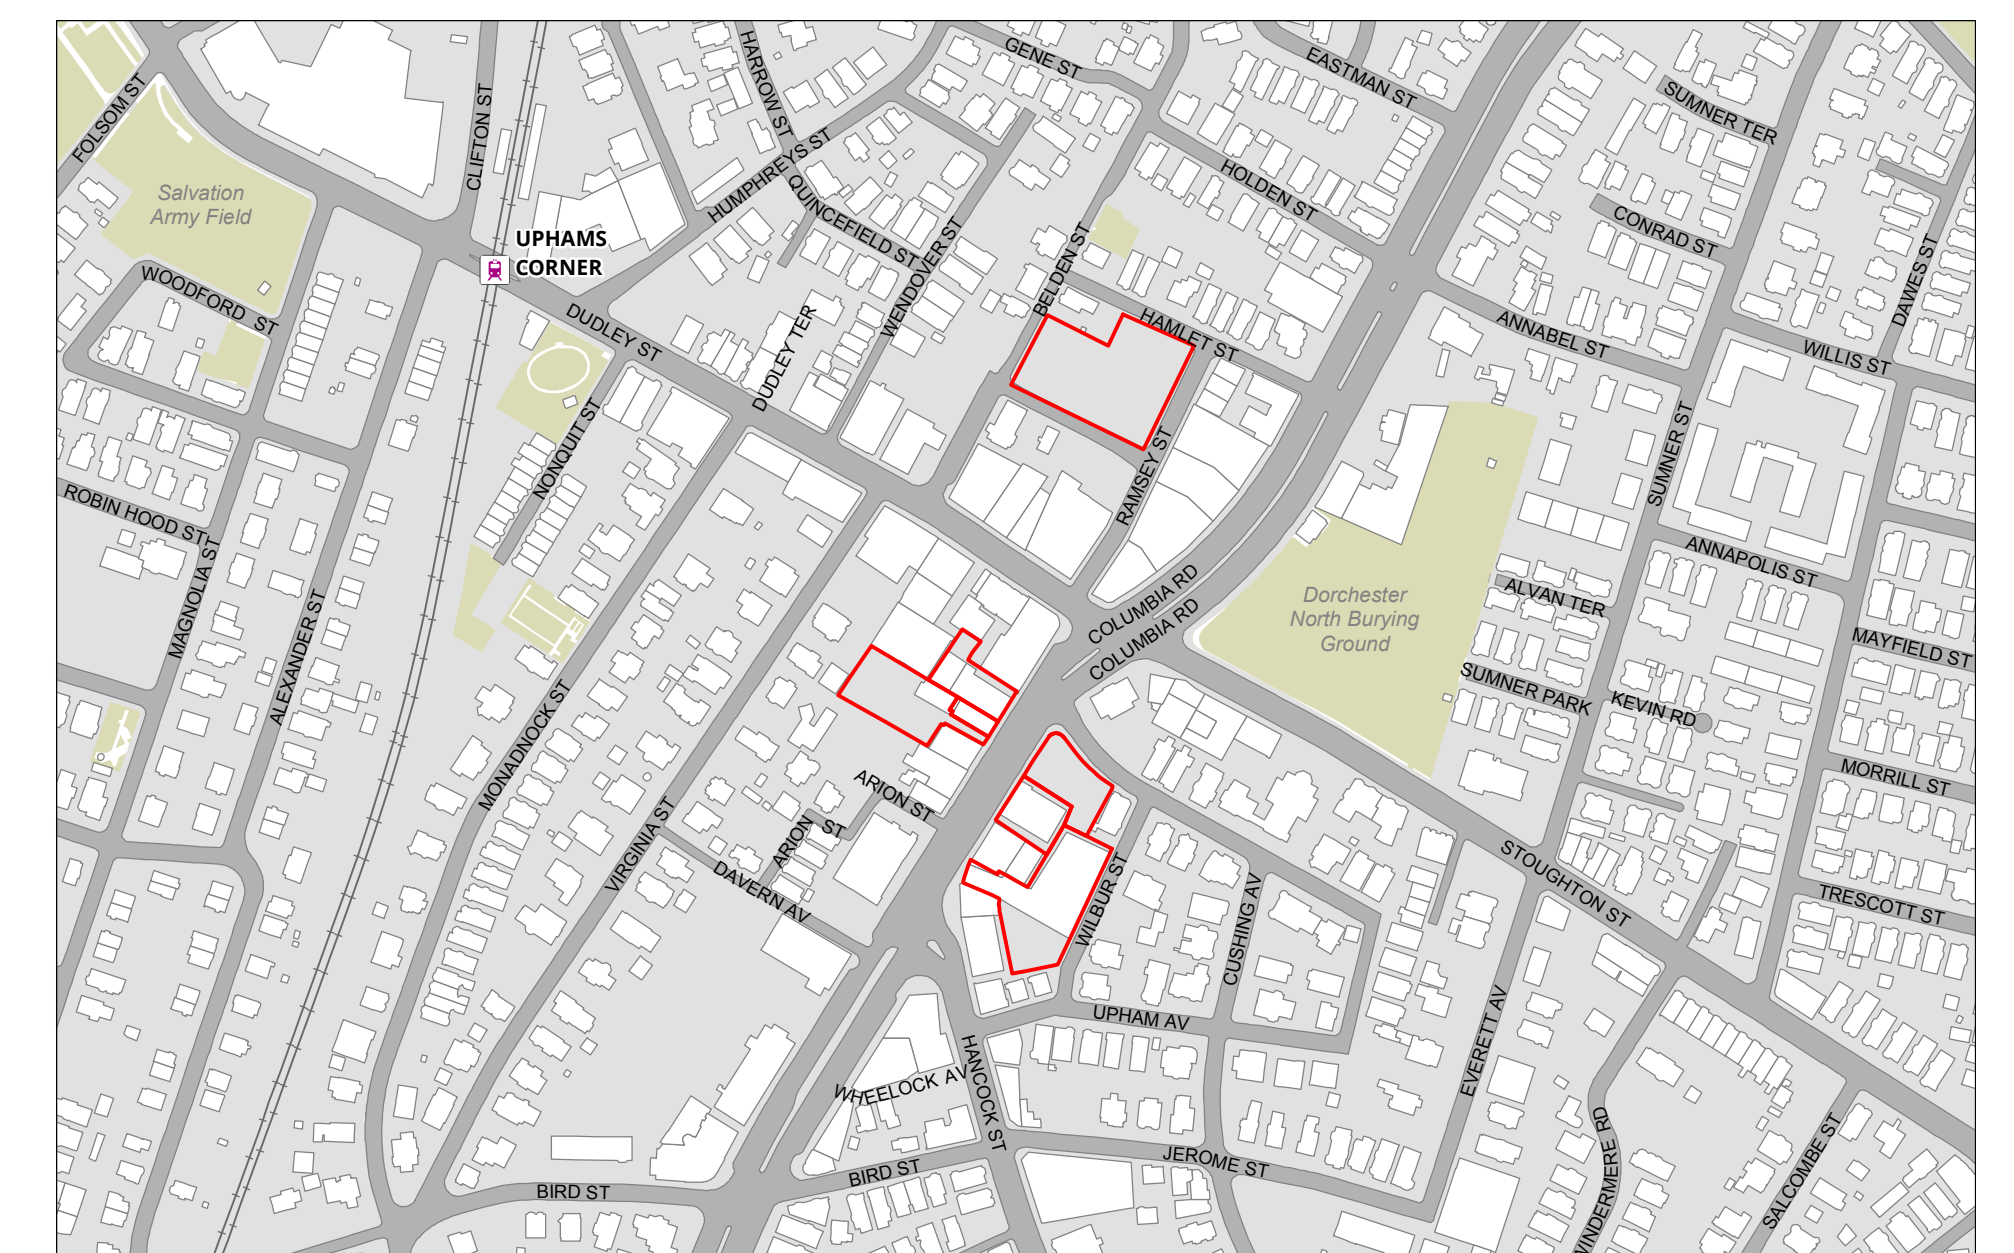 GENE ST
EASTMAN ST
HARROW ST
FOLSOM ST
CLIFTON ST
SUMNER TER
HUMPHREYS ST
Salvation
Army Field
QUINCEFIELD ST
HOLDEN ST
CONRAD ST
UPHAMS
CORNER
WENDOVER ST
BELDEN ST
DAWES ST
WOODFORD ST
DUDLEY ST
DUDLEY TER
HAMLET ST
ANNABEL ST
WILLIS ST
NONQUIT ST
RAMSEY ST
SUMNER ST
ROBIN HOOD ST
MAGNOLIA ST
ALEXANDER ST
COLUMBIA RD
COLUMBIA RD
Dorchester
North Burying
Ground
ANNAPOLIS ST
ALVAN TER
MAYFIELD ST
SUMNER PARK
KEVIN RD
MONADNOCK ST
VIRGINIA ST
ARION ST
ARION ST
DAVERN AV
MORRILL ST
STOUGHTON ST
TRESCOTT ST
WILBUR ST
CUSHING AV
UPHAM AV
EVERETT AV
WHEELOCK AV
HANCOCK ST
BIRD ST
BIRD ST
JEROME ST
WINDERMERE RD
SALCOMBE ST